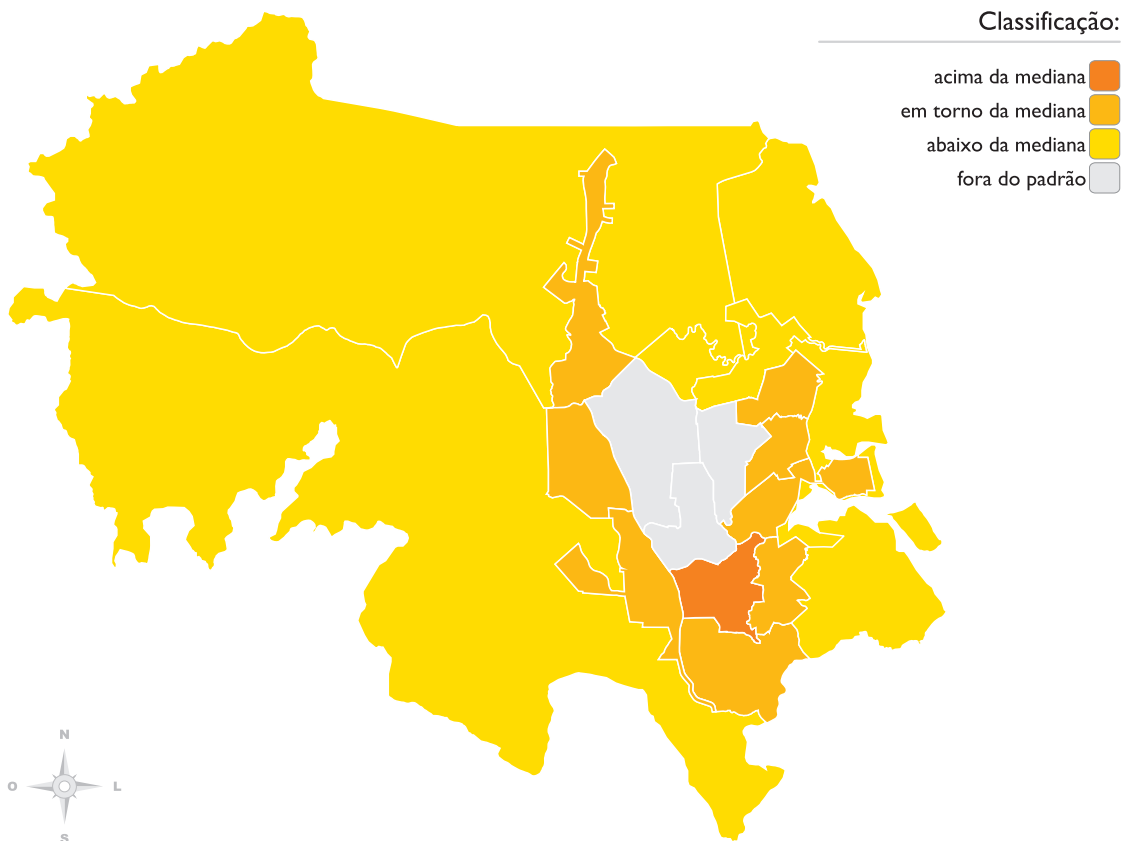 Classificação:
acima da mediana
em torno da mediana
abaixo da mediana
fora do padrão
N
O L
S